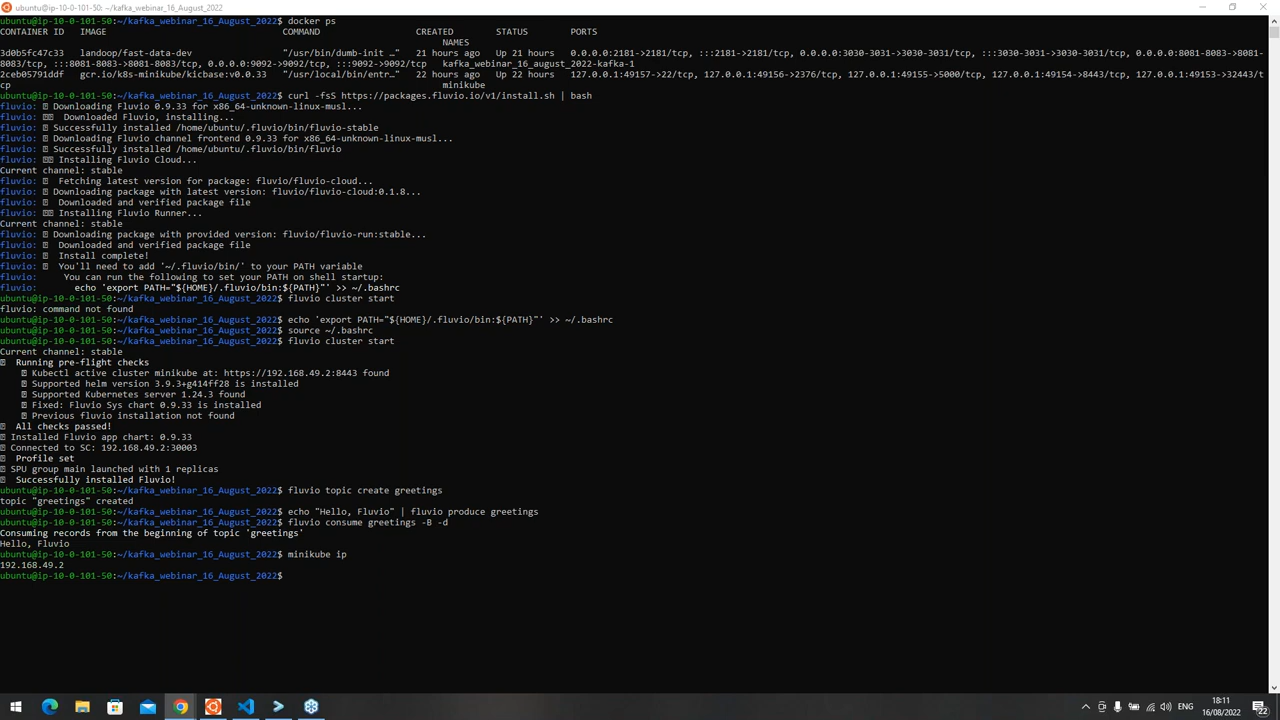 ubuntu@ip-10-0-101-50: ~/kafka_webinar_16_August_2022
ubuntu@ip-10-0-101-50:~/kafka_webinar_16_August_2022$ docker ps
CONTAINER ID   IMAGE   COMMAND   CREATED   STATUS   PORTS
NAMES
3d0b5fc47c33   landoop/fast-data-dev   "/usr/bin/dumb-init …"   21 hours ago   Up 21 hours   0.0.0.0:2181->2181/tcp, :::2181->2181/tcp, 0.0.0.0:3030-3031->3030-3031/tcp, :::3030-3031->3030-3031/tcp, 0.0.0.0:8081-8083->8081-
8083/tcp, :::8081-8083->8081-8083/tcp, 0.0.0.0:9092->9092/tcp, :::9092->9092/tcp   kafka_webinar_16_august_2022-kafka-1
2ceb05791ddf   gcr.io/k8s-minikube/kicbase:v0.0.33   "/usr/local/bin/entr…"   22 hours ago   Up 22 hours   127.0.0.1:49157->22/tcp, 127.0.0.1:49156->2376/tcp, 127.0.0.1:49155->5000/tcp, 127.0.0.1:49154->8443/tcp, 127.0.0.1:49153->32443/t
cp   minikube
ubuntu@ip-10-0-101-50:~/kafka_webinar_16_August_2022$ curl -fsS https://packages.fluvio.io/v1/install.sh | bash
fluvio: Downloading Fluvio 0.9.33 for x86_64-unknown-linux-musl...
fluvio: Downloaded Fluvio, installing...
fluvio: Successfully installed /home/ubuntu/.fluvio/bin/fluvio-stable
fluvio: Downloading Fluvio channel frontend 0.9.33 for x86_64-unknown-linux-musl...
fluvio: Successfully installed /home/ubuntu/.fluvio/bin/fluvio
fluvio: Installing Fluvio Cloud...
Current channel: stable
fluvio: Fetching latest version for package: fluvio/fluvio-cloud...
fluvio: Downloading package with latest version: fluvio/fluvio-cloud:0.1.8...
fluvio: Downloaded and verified package file
fluvio: Installing Fluvio Runner...
Current channel: stable
fluvio: Downloading package with provided version: fluvio/fluvio-run:stable...
fluvio: Downloaded and verified package file
fluvio: Install complete!
fluvio: You'll need to add '~/.fluvio/bin/' to your PATH variable
fluvio: You can run the following to set your PATH on shell startup:
fluvio: echo 'export PATH="${HOME}/.fluvio/bin:${PATH}"' >> ~/.bashrc
ubuntu@ip-10-0-101-50:~/kafka_webinar_16_August_2022$ fluvio cluster start
fluvio: command not found
ubuntu@ip-10-0-101-50:~/kafka_webinar_16_August_2022$ echo 'export PATH="${HOME}/.fluvio/bin:${PATH}"' >> ~/.bashrc
ubuntu@ip-10-0-101-50:~/kafka_webinar_16_August_2022$ source ~/.bashrc
ubuntu@ip-10-0-101-50:~/kafka_webinar_16_August_2022$ fluvio cluster start
Current channel: stable
Running pre-flight checks
Kubectl active cluster minikube at: https://192.168.49.2:8443 found
Supported helm version 3.9.3+g414ff28 is installed
Supported Kubernetes server 1.24.3 found
Fixed: Fluvio Sys chart 0.9.33 is installed
Previous fluvio installation not found
All checks passed!
Installed Fluvio app chart: 0.9.33
Connected to SC: 192.168.49.2:30003
Profile set
SPU group main launched with 1 replicas
Successfully installed Fluvio!
ubuntu@ip-10-0-101-50:~/kafka_webinar_16_August_2022$ fluvio topic create greetings
topic "greetings" created
ubuntu@ip-10-0-101-50:~/kafka_webinar_16_August_2022$ echo "Hello, Fluvio" | fluvio produce greetings
ubuntu@ip-10-0-101-50:~/kafka_webinar_16_August_2022$ fluvio consume greetings -B -d
Consuming records from the beginning of topic 'greetings'
Hello, Fluvio
ubuntu@ip-10-0-101-50:~/kafka_webinar_16_August_2022$ minikube ip
192.168.49.2
ubuntu@ip-10-0-101-50:~/kafka_webinar_16_August_2022$
ENG
18:11
16/08/2022
22